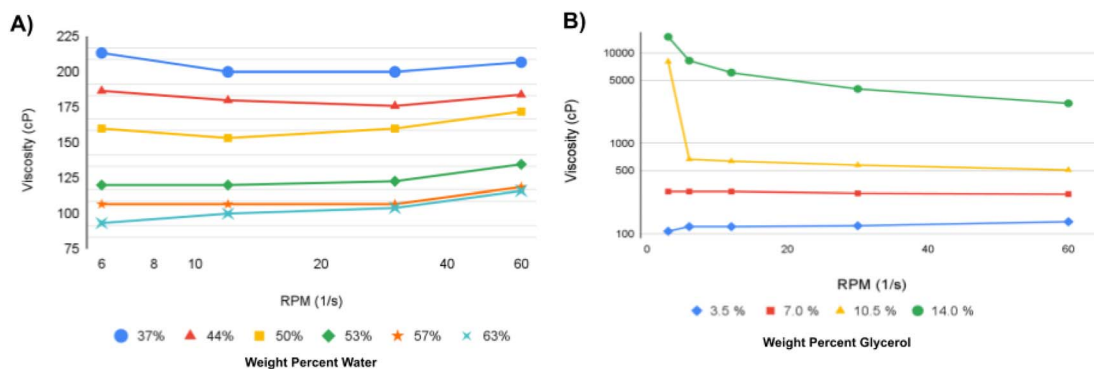 A)
225
200
175
150
125
100
75
Viscosity (cP)
6 8 10 20 40 60
RPM (1/s)
37% 44% 50% 53% 57% 63%
Weight Percent Water
B)
10000
5000
1000
500
100
Viscosity (cP)
0 20 40 60
RPM (1/s)
3.5 % 7.0 % 10.5 % 14.0 %
Weight Percent Glycerol